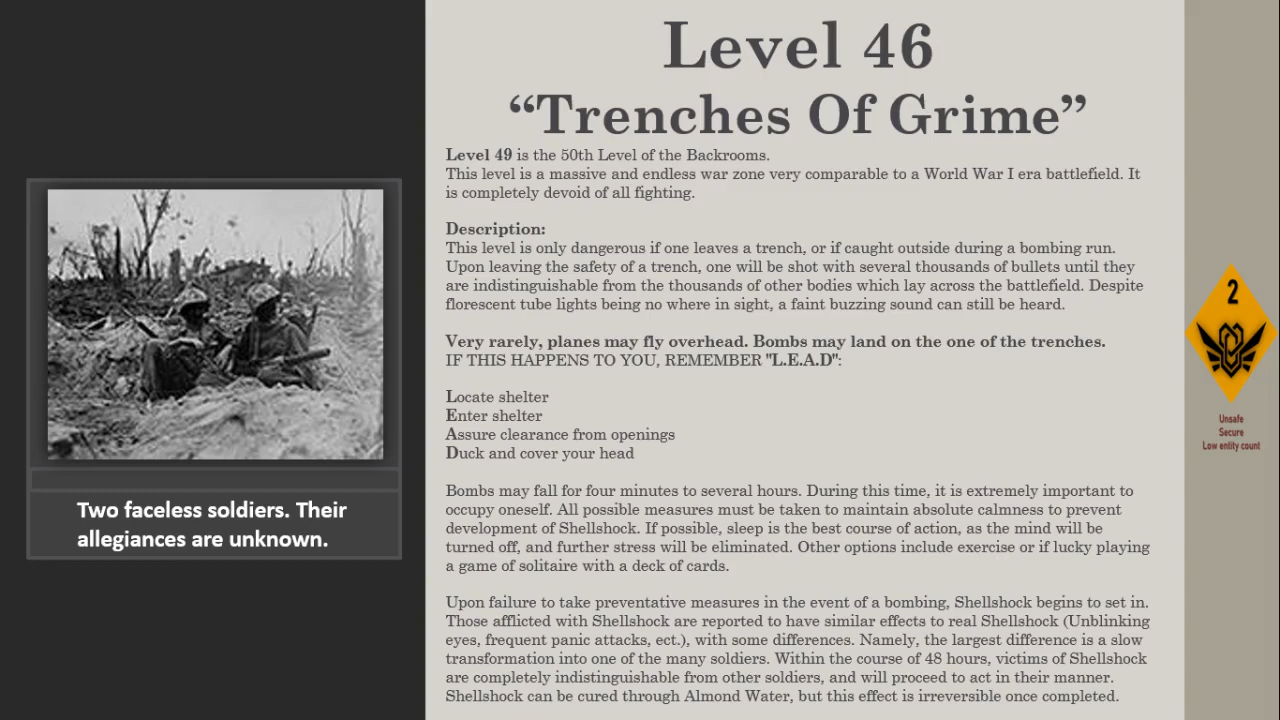 Level 46
“Trenches Of Grime”
Level 49 is the 50th Level of the Backrooms.
This level is a massive and endless war zone very comparable to a World War I era battlefield. It
is completely devoid of all fighting.
Description:
This level is only dangerous if one leaves a trench, or if caught outside during a bombing run.
Upon leaving the safety of a trench, one will be shot with several thousands of bullets until they
are indistinguishable from the thousands of other bodies which lay across the battlefield. Despite
florescent tube lights being no where in sight, a faint buzzing sound can still be heard.
Very rarely, planes may fly overhead. Bombs may land on the one of the trenches.
IF THIS HAPPENS TO YOU, REMEMBER "L.E.A.D":
Locate shelter
Enter shelter
Assure clearance from openings
Duck and cover your head
Bombs may fall for four minutes to several hours. During this time, it is extremely important to
occupy oneself. All possible measures must be taken to maintain absolute calmness to prevent
development of Shellshock. If possible, sleep is the best course of action, as the mind will be
turned off, and further stress will be eliminated. Other options include exercise or if lucky playing
a game of solitaire with a deck of cards.
Upon failure to take preventative measures in the event of a bombing, Shellshock begins to set in.
Those afflicted with Shellshock are reported to have similar effects to real Shellshock (Unblinking
eyes, frequent panic attacks, ect.), with some differences. Namely, the largest difference is a slow
transformation into one of the many soldiers. Within the course of 48 hours, victims of Shellshock
are completely indistinguishable from other soldiers, and will proceed to act in their manner.
Shellshock can be cured through Almond Water, but this effect is irreversible once completed.
Two faceless soldiers. Their
allegiances are unknown.
2
Unsafe
Secure
Low entity count